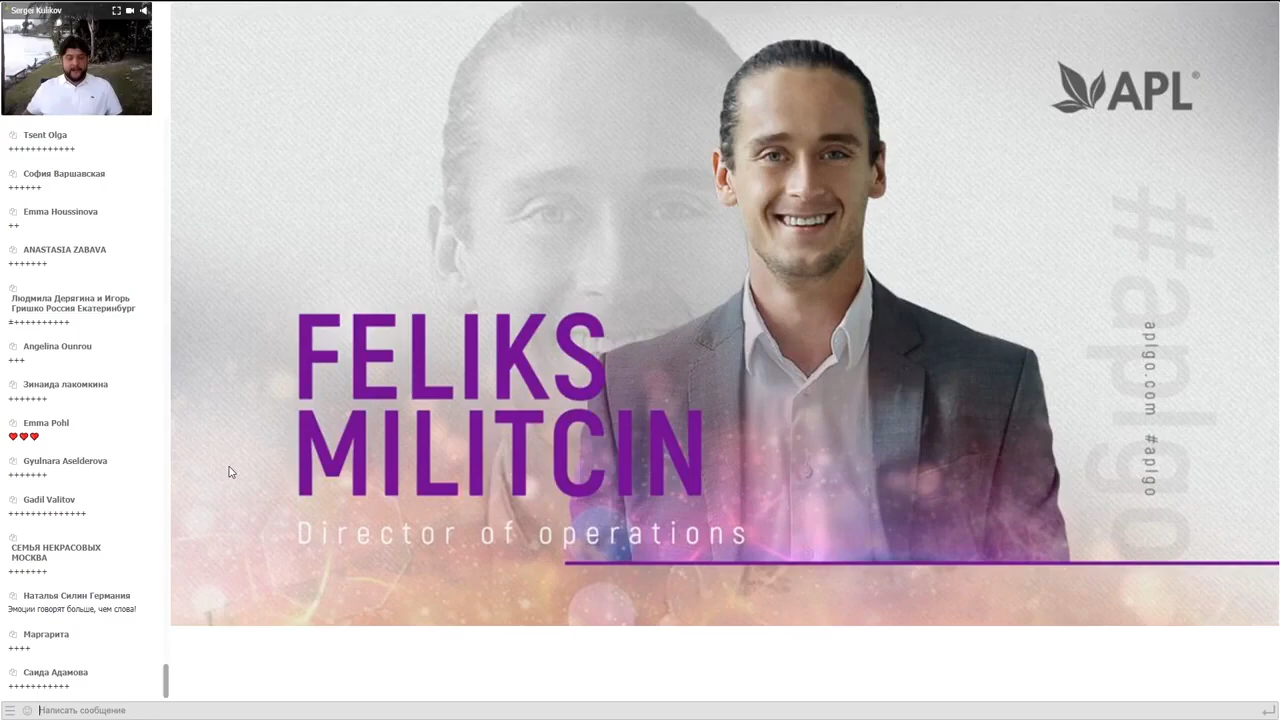 Sergei Kulikov
Tsent Olga
++++++++++++
София Варшавская
++++++
Emma Houssinova
++
ANASTASIA ZABAVA
+++++++
Людмила Дерягина и Игорь
Гришко Россия Екатеринбург
±++++++++++
Angelina Ounrou
+++
Зинаида лакомкина
+++++++
Emma Pohl
Gyulnara Aselderova
+++++++
Gadil Valitov
++++++++++++++
СЕМЬЯ НЕКРАСОВЫХ
МОСКВА
+++++++
Наталья Силин Германия
Эмоции говорят больше, чем слова!
Маргарита
++++
Саида Адамова
+++++++++++
Написать сообщение
APL®
FELIKS
MILITCIN
Director of operations
#aplgo
aplgo.com #aplgo